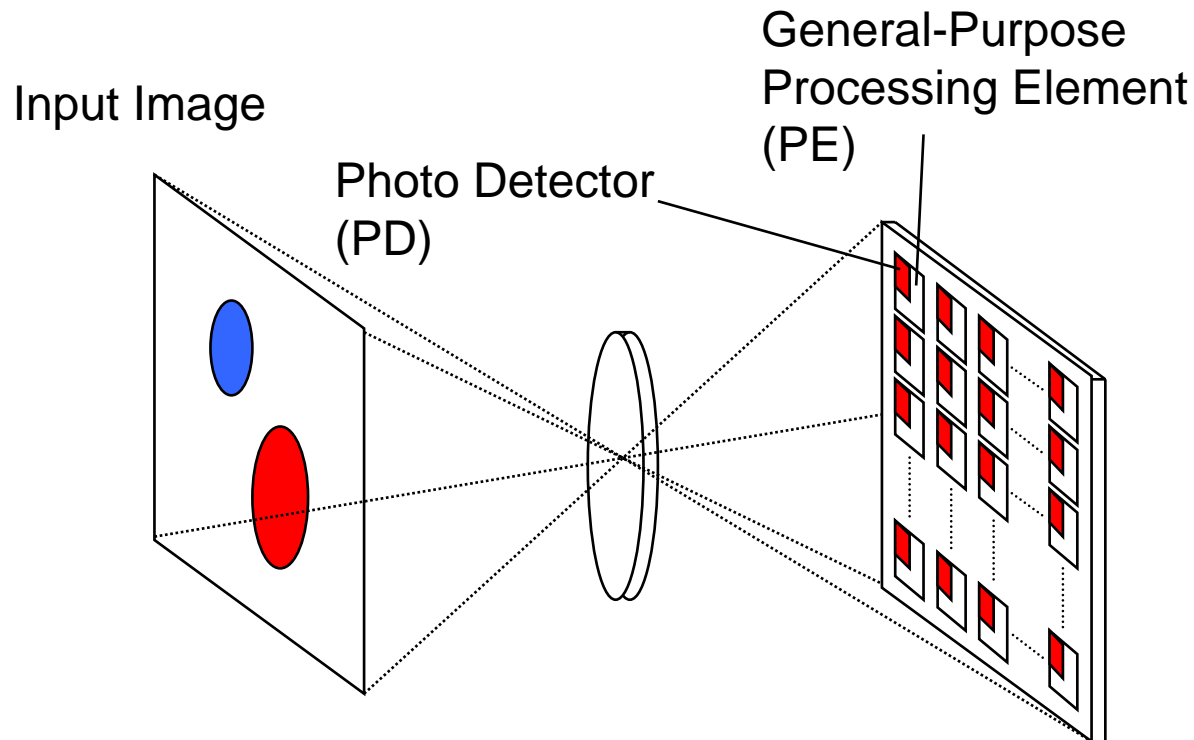 Input Image
Photo Detector
(PD)
General-Purpose
Processing Element
(PE)